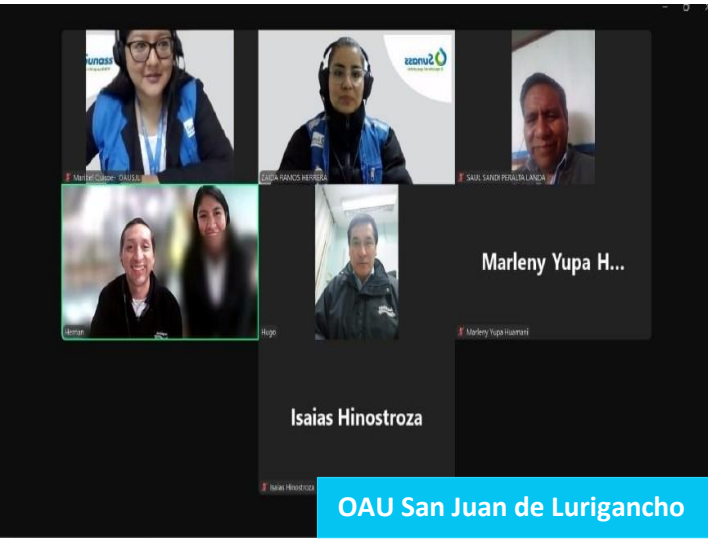 Sunass
Sunass
Maribel Quispe- OAUSJL
ZAIDA RAMOS HERRERA
SAUL SANDI PERALTA LANDA
Marleny Yupa H...
Hernan
Hugo
Marleny Yupa Huamani
Isaias Hinostroza
Isaias Hinostroza
OAU San Juan de Lurigancho